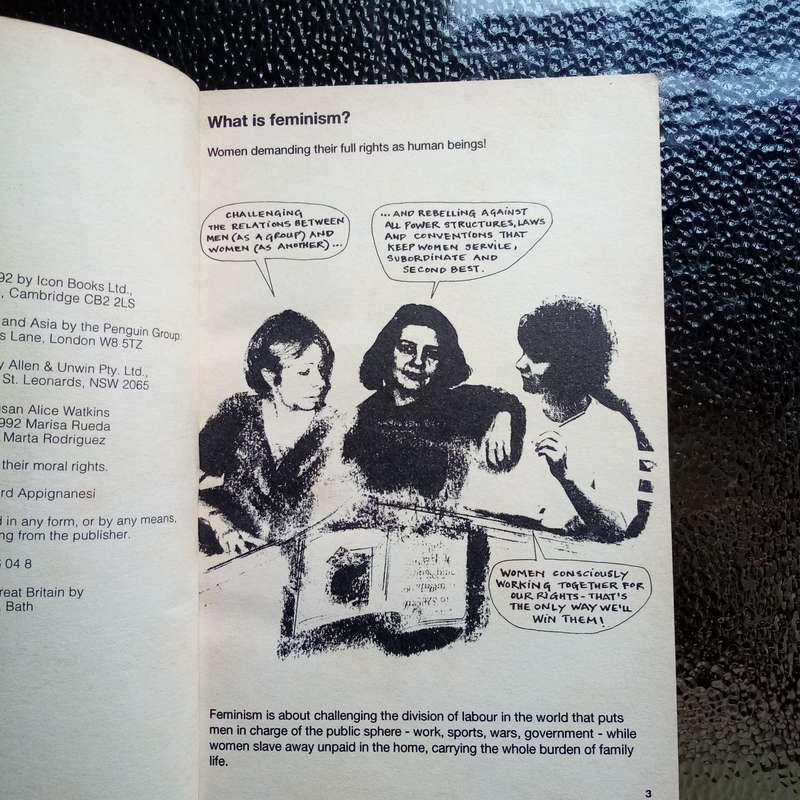 92 by Icon Books Ltd.,
, Cambridge CB2 2LS
and Asia by the Penguin Group:
s Lane, London W8 5TZ
y Allen & Unwin Pty. Ltd.,
St. Leonards, NSW 2065
usan Alice Watkins
992 Marisa Rueda
Marta Rodriguez
their moral rights.
rd Appignanesi
d in any form, or by any means,
ng from the publisher.
04 8
reat Britain by
Bath
What is feminism?
Women demanding their full rights as human beings!
CHALLENGING
THE RELATIONS BETWEEN
MEN (AS A GROUP) AND
WOMEN (AS ANOTHER)...
...AND REBELLING AGAINST
ALL POWER STRUCTURES, LAWS
AND CONVENTIONS THAT
KEEP WOMEN SERVILE,
SUBORDINATE AND
SECOND BEST.
WOMEN CONSCIOUSLY
WORKING TOGETHER FOR
OUR RIGHTS - THAT'S
THE ONLY WAY WE'LL
WIN THEM!
Feminism is about challenging the division of labour in the world that puts
men in charge of the public sphere - work, sports, wars, government - while
women slave away unpaid in the home, carrying the whole burden of family
life.
3